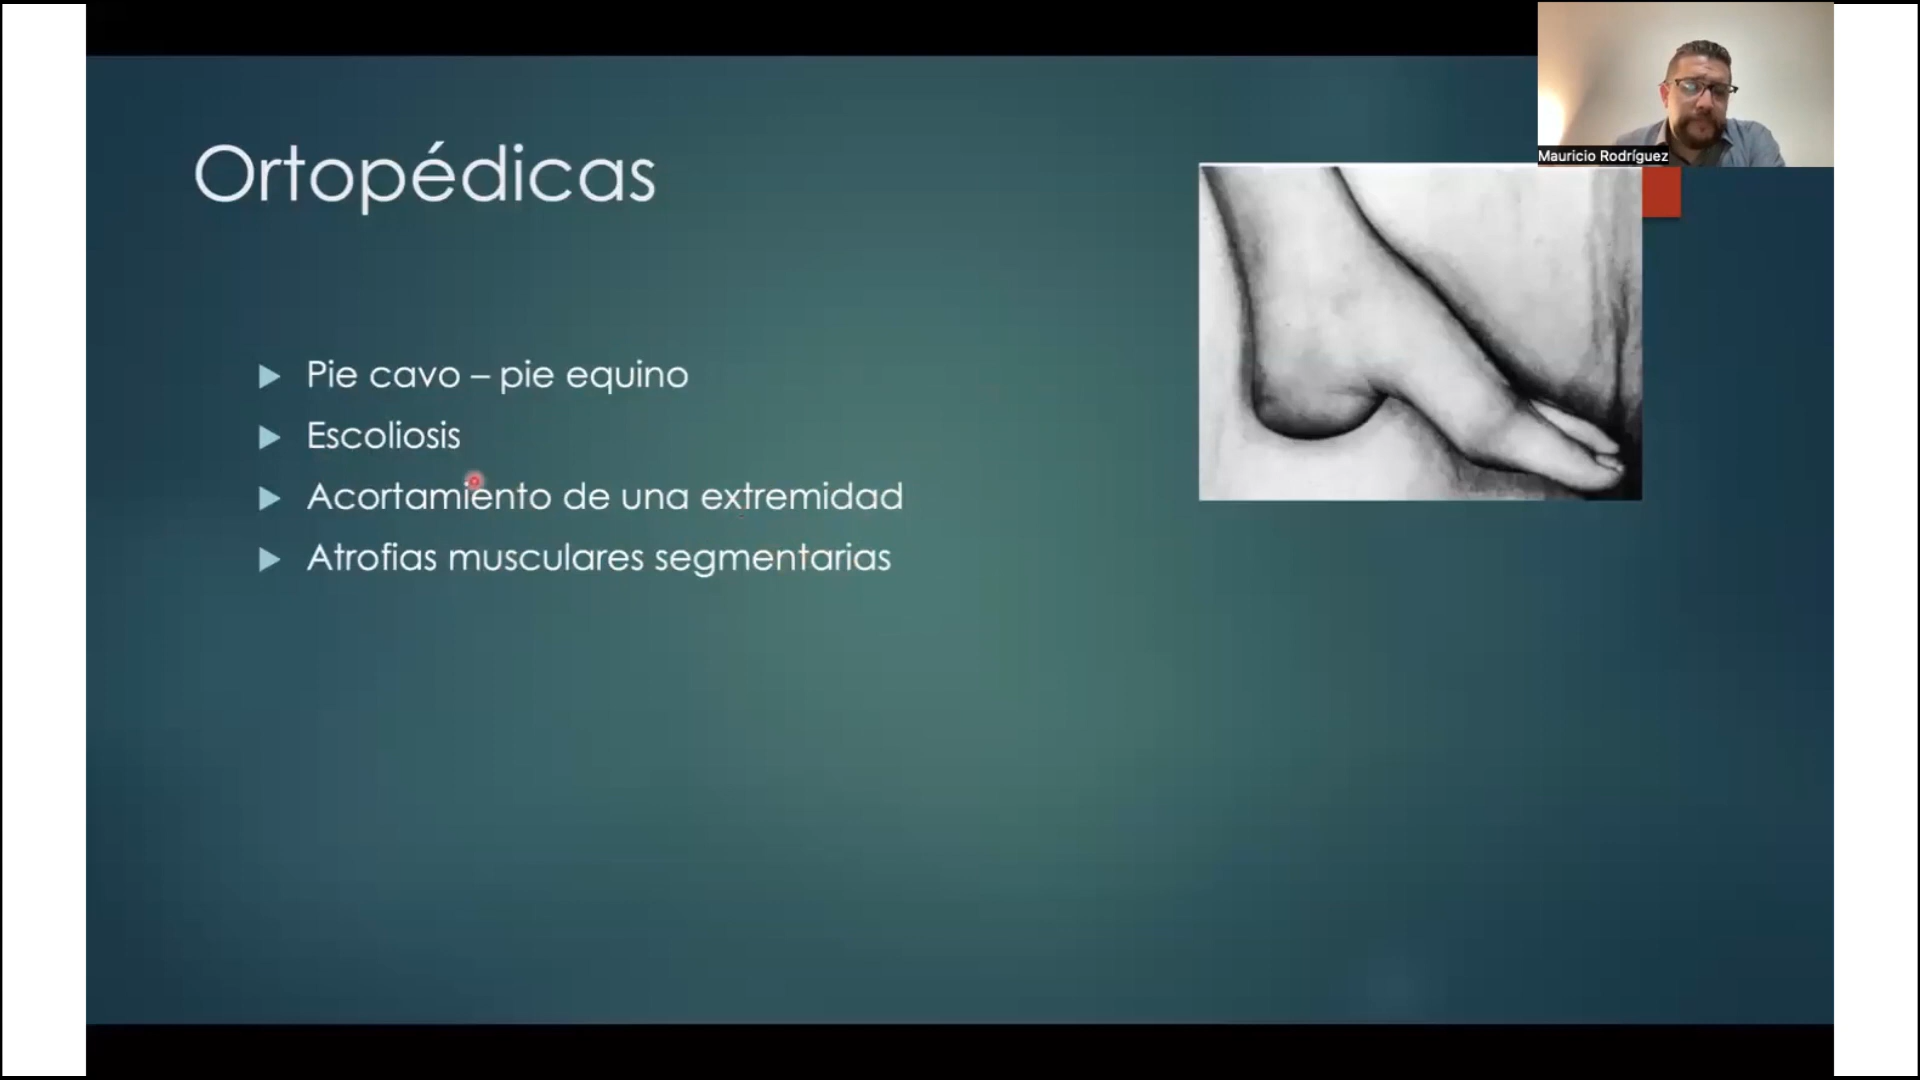 Ortopédicas
Pie cavo – pie equino
Escoliosis
Acortamiento de una extremidad
Atrofias musculares segmentarias
Mauricio Rodríguez